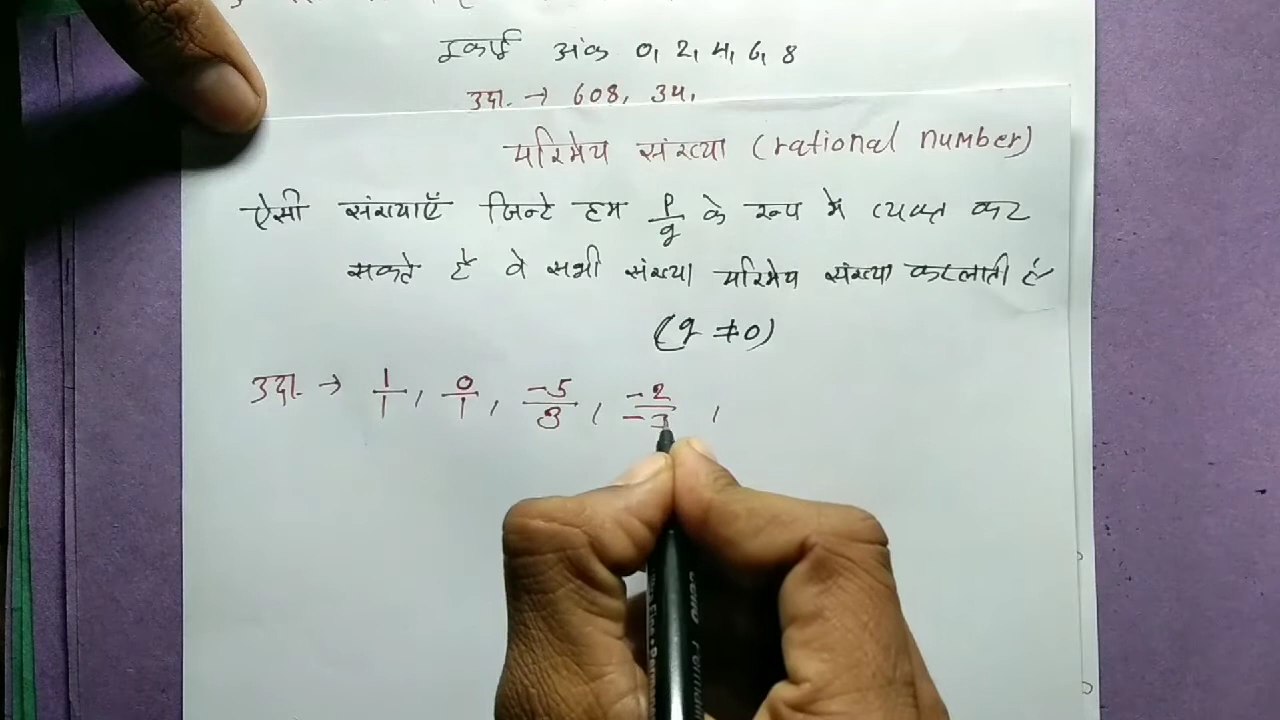 इकाई अंक 0, 2, 4, 6, 8
उदा. → 608, 34,
परिमेय संख्या (rational number)
ऐसी संख्याएँ जिन्हे हम p/q के रूप में व्यक्त कर
सकते है वे सभी संख्या परिमेय संख्या कहलाती है
(q ≠ 0)
उदा. → 1/1, 0/1, -5/8, -2/-3,